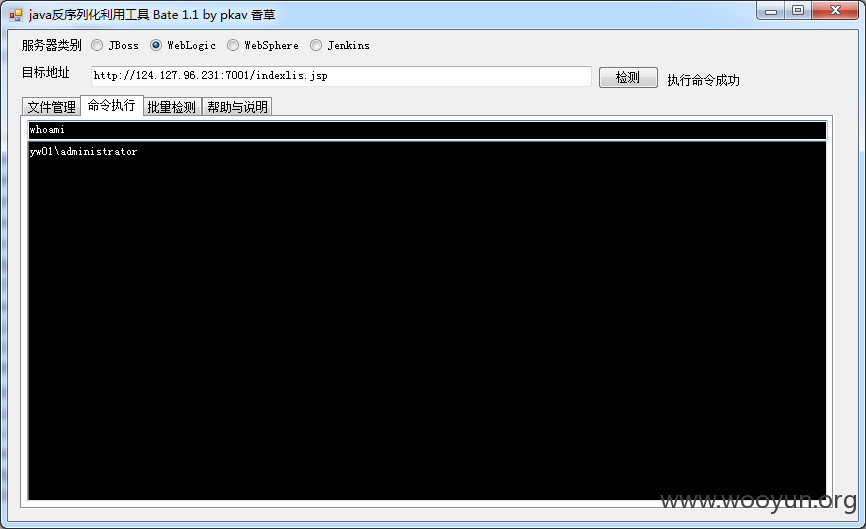 java反序列化利用工具 Bate 1.1 by pkav 香草
服务器类别 JBoss WebLogic WebSphere Jenkins
目标地址 http://124.127.96.231:7001/indexlis.jsp 检测 执行命令成功
文件管理 命令执行 批量检测 帮助与说明
whoami
yw01\administrator
www.wooyun.org